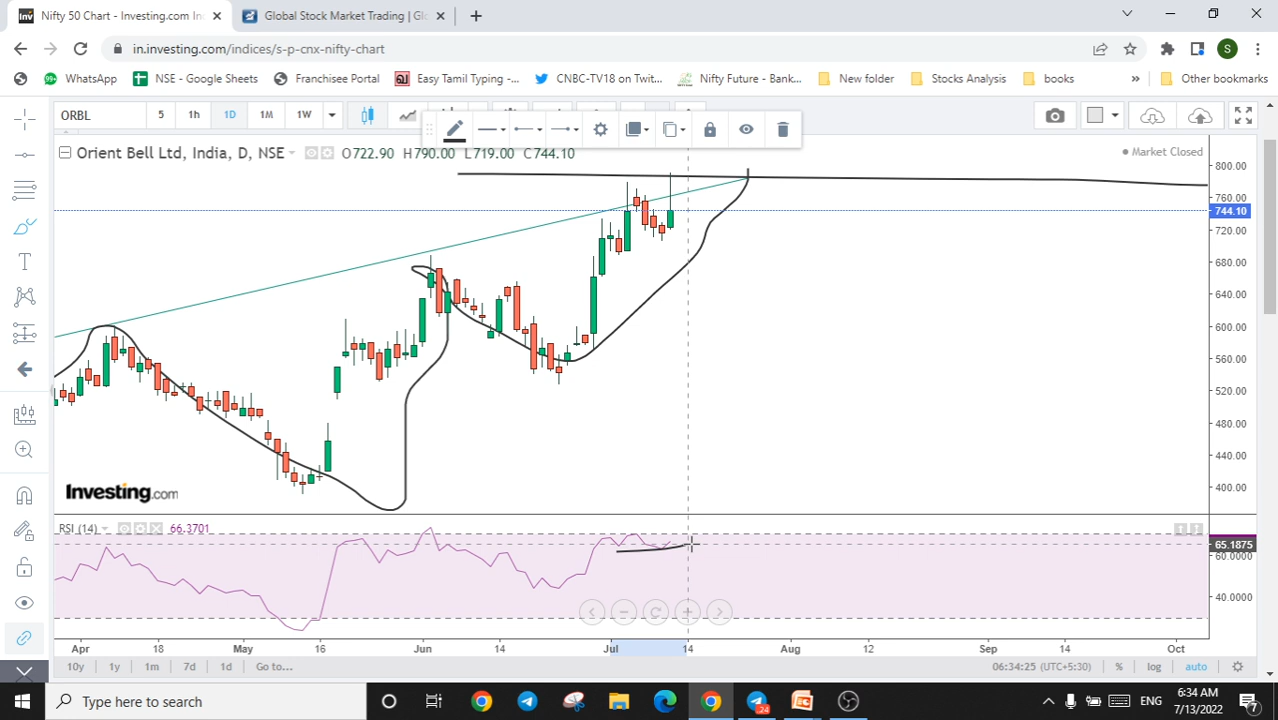 Nifty 50 Chart - Investing.com In
Global Stock Market Trading | Gl
in.investing.com/indices/s-p-cnx-nifty-chart
S
WhatsApp
NSE - Google Sheets
Franchisee Portal
Easy Tamil Typing -...
CNBC-TV18 on Twit...
Nifty Future - Bank...
New folder
Stocks Analysis
books
»
Other bookmarks
ORBL
5
1h
1D
1M
1W
Orient Bell Ltd, India, D, NSE
O722.90 H790.00 L719.00 C744.10
Market Closed
800.00
760.00
744.10
720.00
680.00
640.00
600.00
560.00
520.00
480.00
440.00
400.00
Investing.com
RSI (14)
66.3701
65.1875
60.0000
40.0000
Apr 18 May 16 Jun 14 Jul 14 Aug 12 Sep 14 Oct
10y 1y 1m 7d 1d Go to...
06:34:25 (UTC+5:30) % log auto
Type here to search
24
ENG
6:34 AM
7/13/2022
7